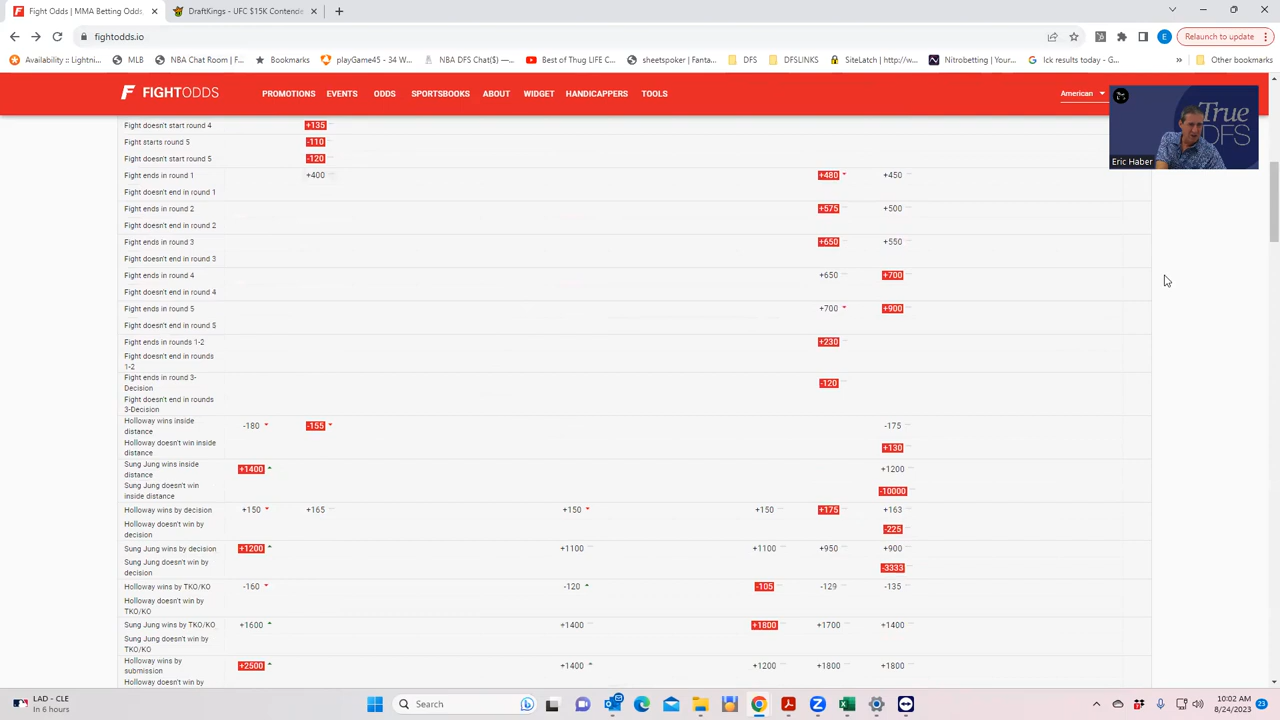 Fight Odds | MMA Betting Odds,
DraftKings - UFC $15K Contende
fightodds.io
Relaunch to update
Availability :: Lightni...
MLB
NBA Chat Room | F...
Bookmarks
playGame45 - 34 W...
NBA DFS Chat($) —...
Best of Thug LIFE C...
sheetspoker | Fanta...
DFS
DFSLINKS
SiteLatch | http://w...
Nitrobetting | Your...
Ick results today - G...
Other bookmarks
FIGHTODDS
PROMOTIONS EVENTS ODDS SPORTSBOOKS ABOUT WIDGET HANDICAPPERS TOOLS
American
True
DFS
Eric Haber
Fight doesn't start round 4 +135
Fight starts round 5 -110
Fight doesn't start round 5 -120
Fight ends in round 1 +400 +480 +450
Fight doesn't end in round 1
Fight ends in round 2 +575 +500
Fight doesn't end in round 2
Fight ends in round 3 +650 +550
Fight doesn't end in round 3
Fight ends in round 4 +650 +700
Fight doesn't end in round 4
Fight ends in round 5 +700 +900
Fight doesn't end in round 5
Fight ends in rounds 1-2 +230
Fight doesn't end in rounds
1-2
Fight ends in round 3-
Decision -120
Fight doesn't end in rounds
3-Decision
Holloway wins inside
distance -180 -155 -175
Holloway doesn't win inside
distance +130
Sung Jung wins inside
distance +1400 +1200
Sung Jung doesn't win
inside distance -10000
Holloway wins by decision +150 +165 +150 +150 +175 +163
Holloway doesn't win by
decision -225
Sung Jung wins by decision +1200 +1100 +1100 +950 +900
Sung Jung doesn't win by
decision -3333
Holloway wins by TKO/KO -160 -120 -105 -129 -135
Holloway doesn't win by
TKO/KO
Sung Jung wins by TKO/KO +1600 +1400 +1800 +1700 +1400
Sung Jung doesn't win by
TKO/KO
Holloway wins by
submission +2500 +1400 +1200 +1800 +1800
Holloway doesn't win by
LAD - CLE
In 6 hours
Search
10:02 AM
8/24/2023
23